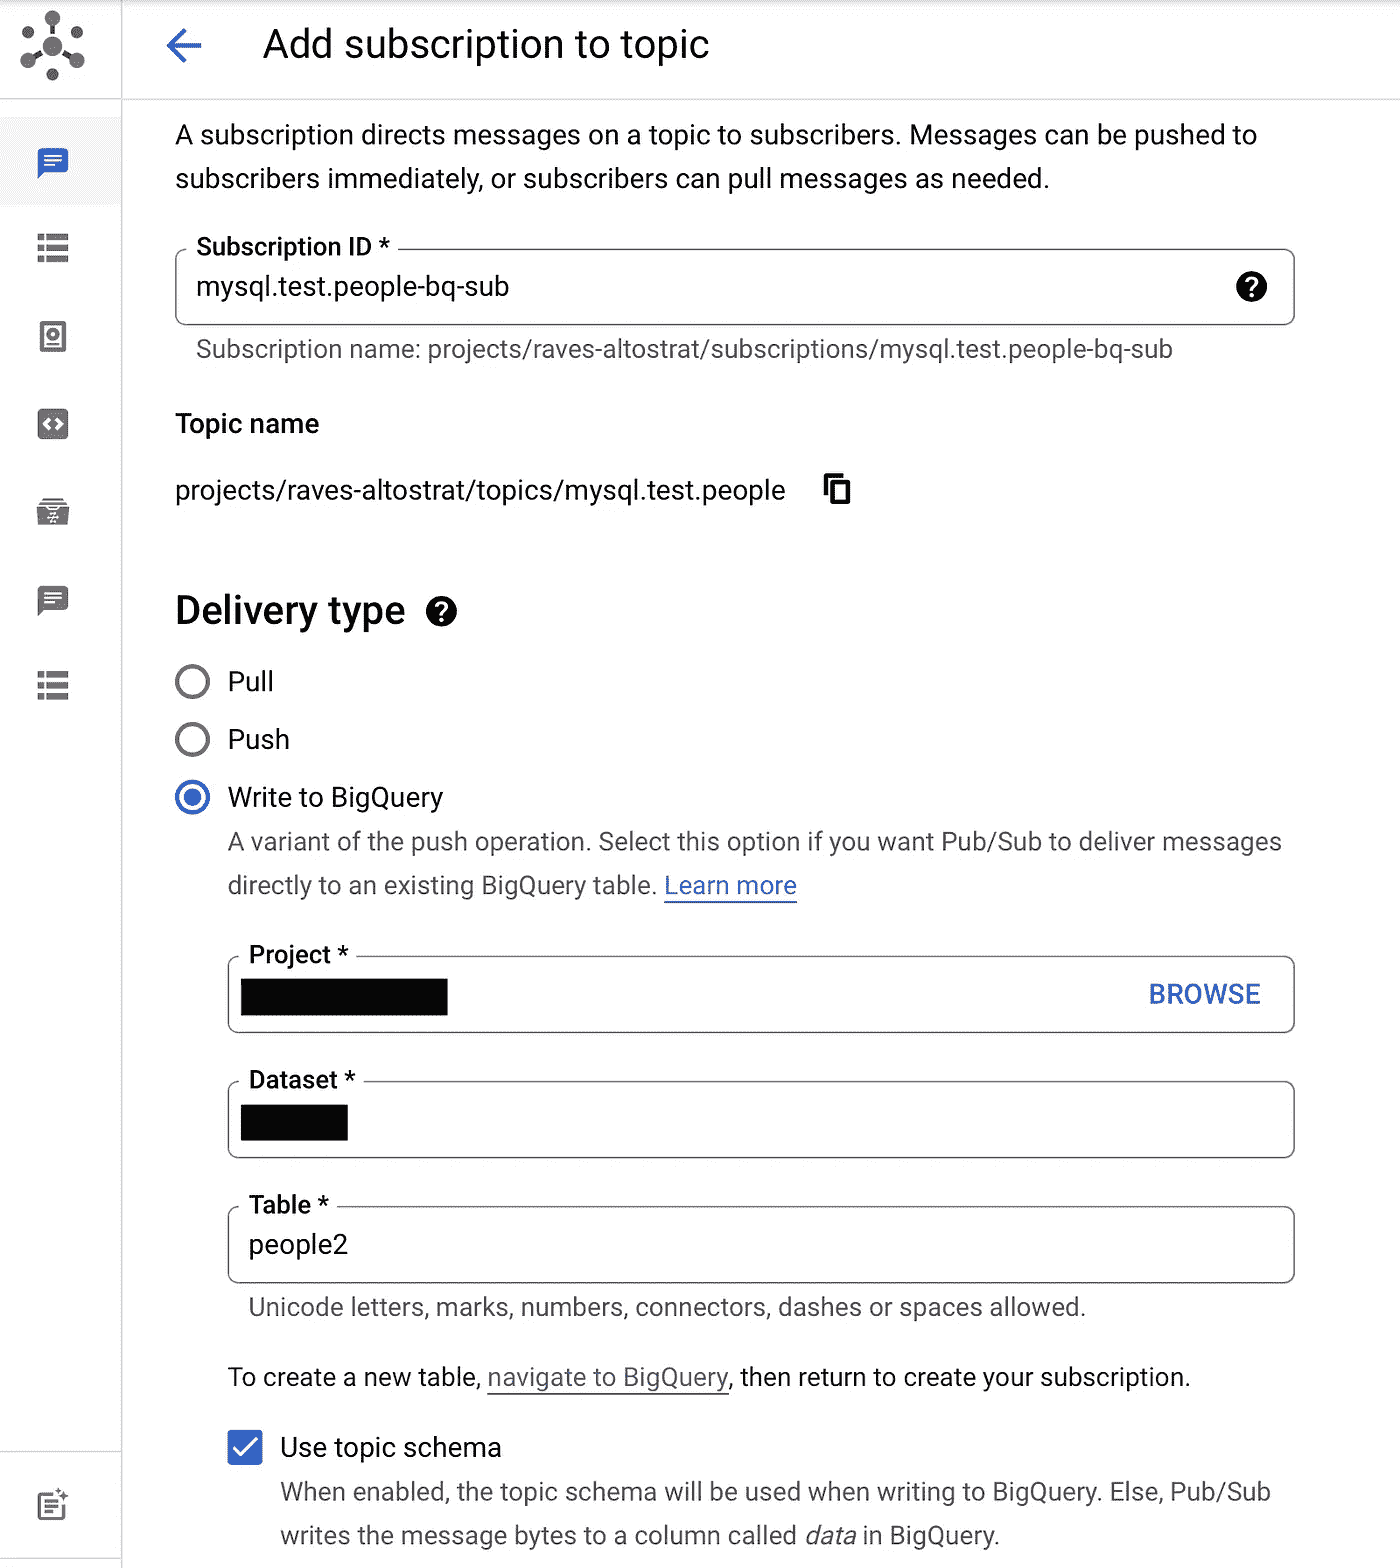 Add subscription to topic
A subscription directs messages on a topic to subscribers. Messages can be pushed to
subscribers immediately, or subscribers can pull messages as needed.
Subscription ID *
mysql.test.people-bq-sub
Subscription name: projects/raves-altostrat/subscriptions/mysql.test.people-bq-sub
Topic name
projects/raves-altostrat/topics/mysql.test.people
Delivery type
Pull
Push
Write to BigQuery
A variant of the push operation. Select this option if you want Pub/Sub to deliver messages
directly to an existing BigQuery table. Learn more
Project *
BROWSE
Dataset *
Table *
people2
Unicode letters, marks, numbers, connectors, dashes or spaces allowed.
To create a new table, navigate to BigQuery, then return to create your subscription.
Use topic schema
When enabled, the topic schema will be used when writing to BigQuery. Else, Pub/Sub
writes the message bytes to a column called data in BigQuery.